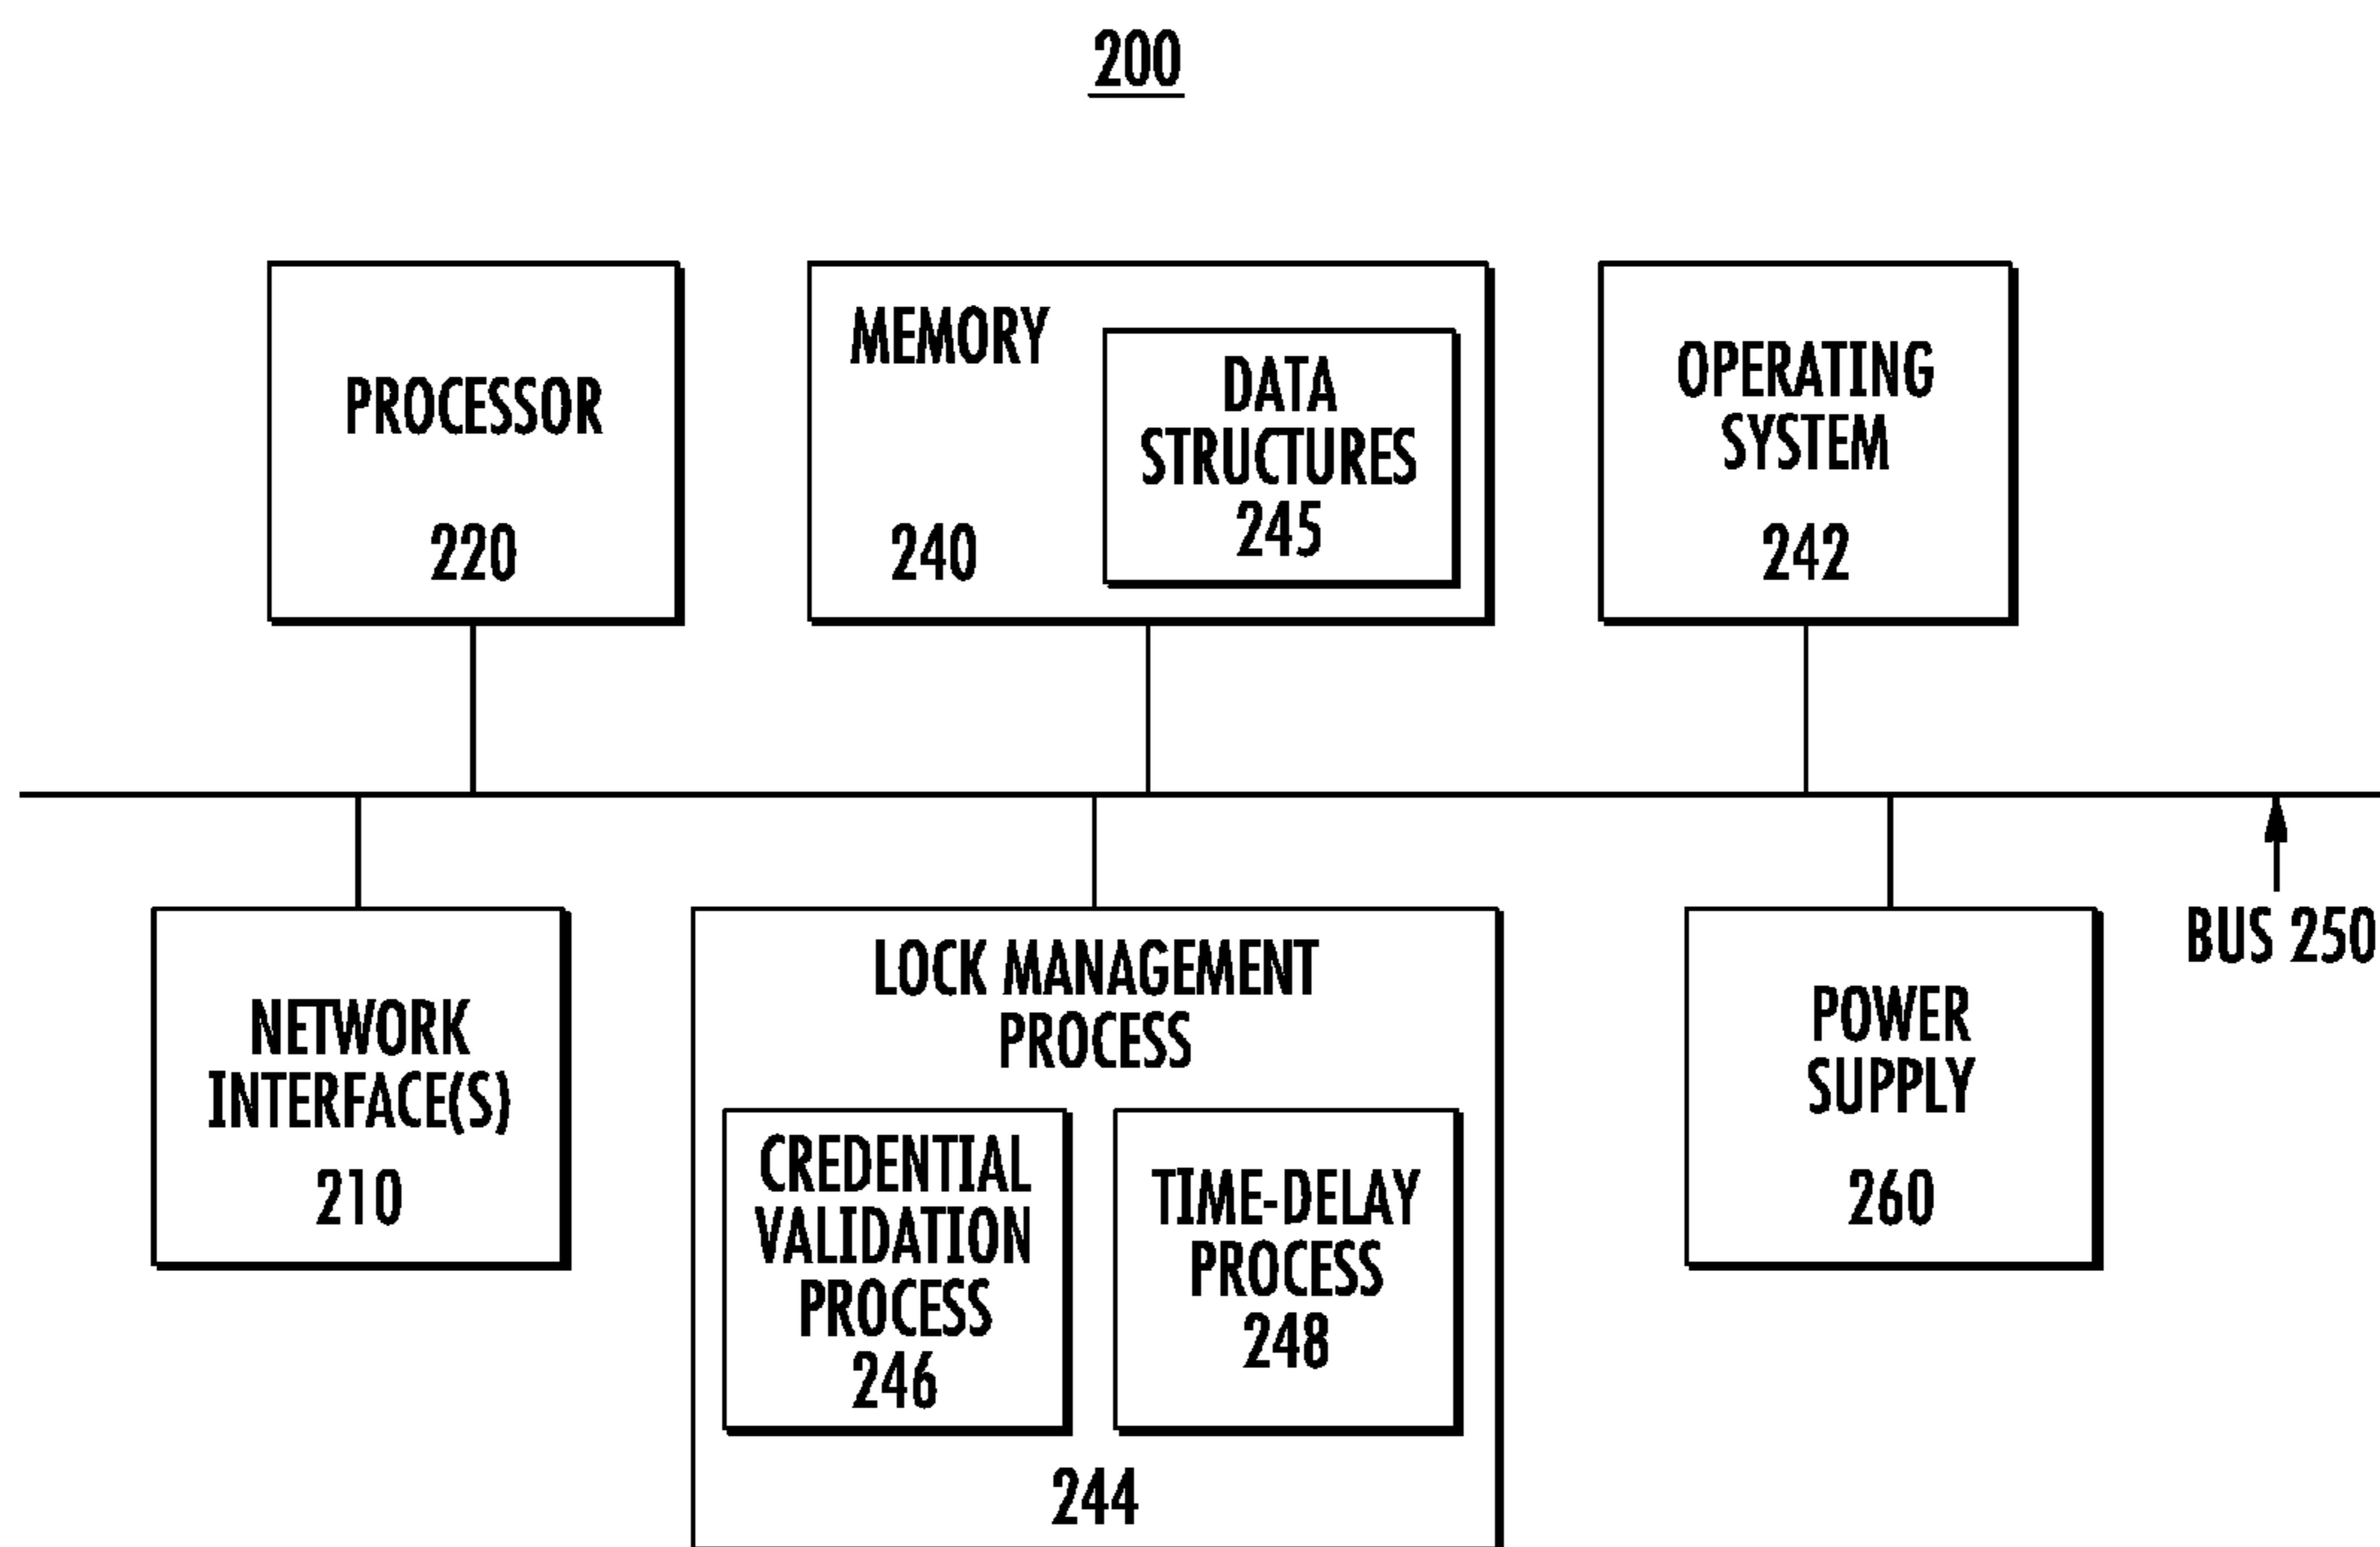 200
PROCESSOR
220
MEMORY
240
DATA
STRUCTURES
245
OPERATING
SYSTEM
242
NETWORK
INTERFACE(S)
210
LOCK MANAGEMENT
PROCESS
CREDENTIAL
VALIDATION
PROCESS
246
TIME-DELAY
PROCESS
248
244
POWER
SUPPLY
260
BUS 250